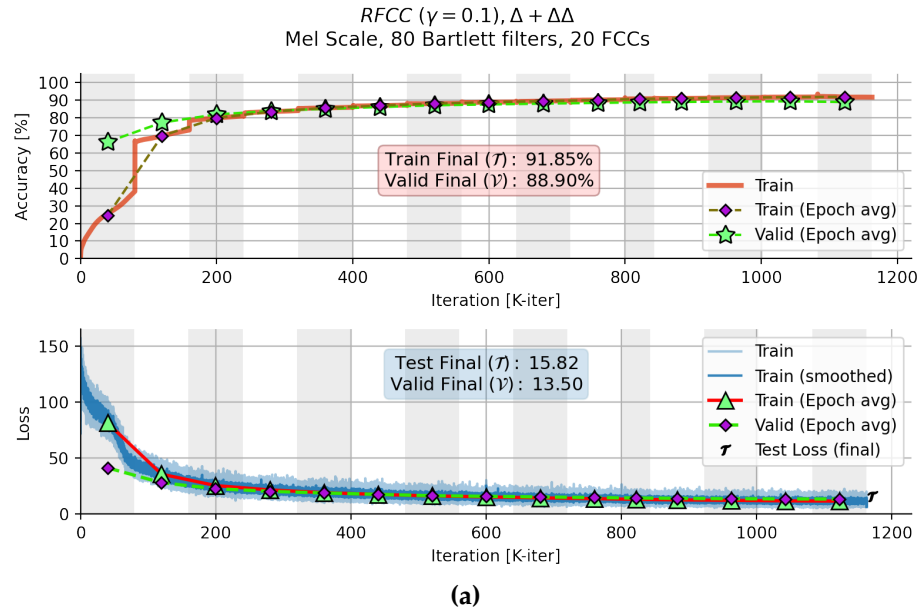 RFCC (γ = 0.1), Δ + ΔΔ
Mel Scale, 80 Bartlett filters, 20 FCCs
100
90
80
70
60
50
40
30
20
10
0
Accuracy [%]
Train Final (𝒯): 91.85%
Valid Final (𝒱): 88.90%
Train
Train (Epoch avg)
Valid (Epoch avg)
0 200 400 600 800 1000 1200
Iteration [K-iter]
150
100
50
0
Loss
Test Final (𝒯): 15.82
Valid Final (𝒱): 13.50
Train
Train (smoothed)
Train (Epoch avg)
Valid (Epoch avg)
𝒯 Test Loss (final)
𝒯
0 200 400 600 800 1000 1200
Iteration [K-iter]
(a)